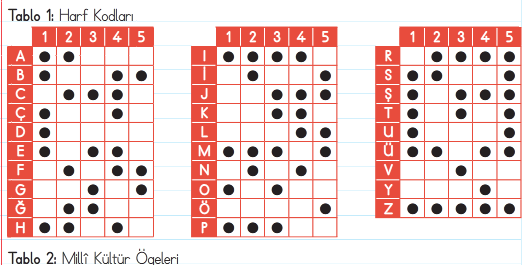 Tablo 1: Harf Kodları
1 2 3 4 5
A
B
C
Ç
D
E
F
G
Ğ
H
1 2 3 4 5
I
İ
J
K
L
M
N
O
Ö
P
1 2 3 4 5
R
S
Ş
T
U
Ü
V
Y
Z
Tablo 2: Millî Kültür Ögeleri